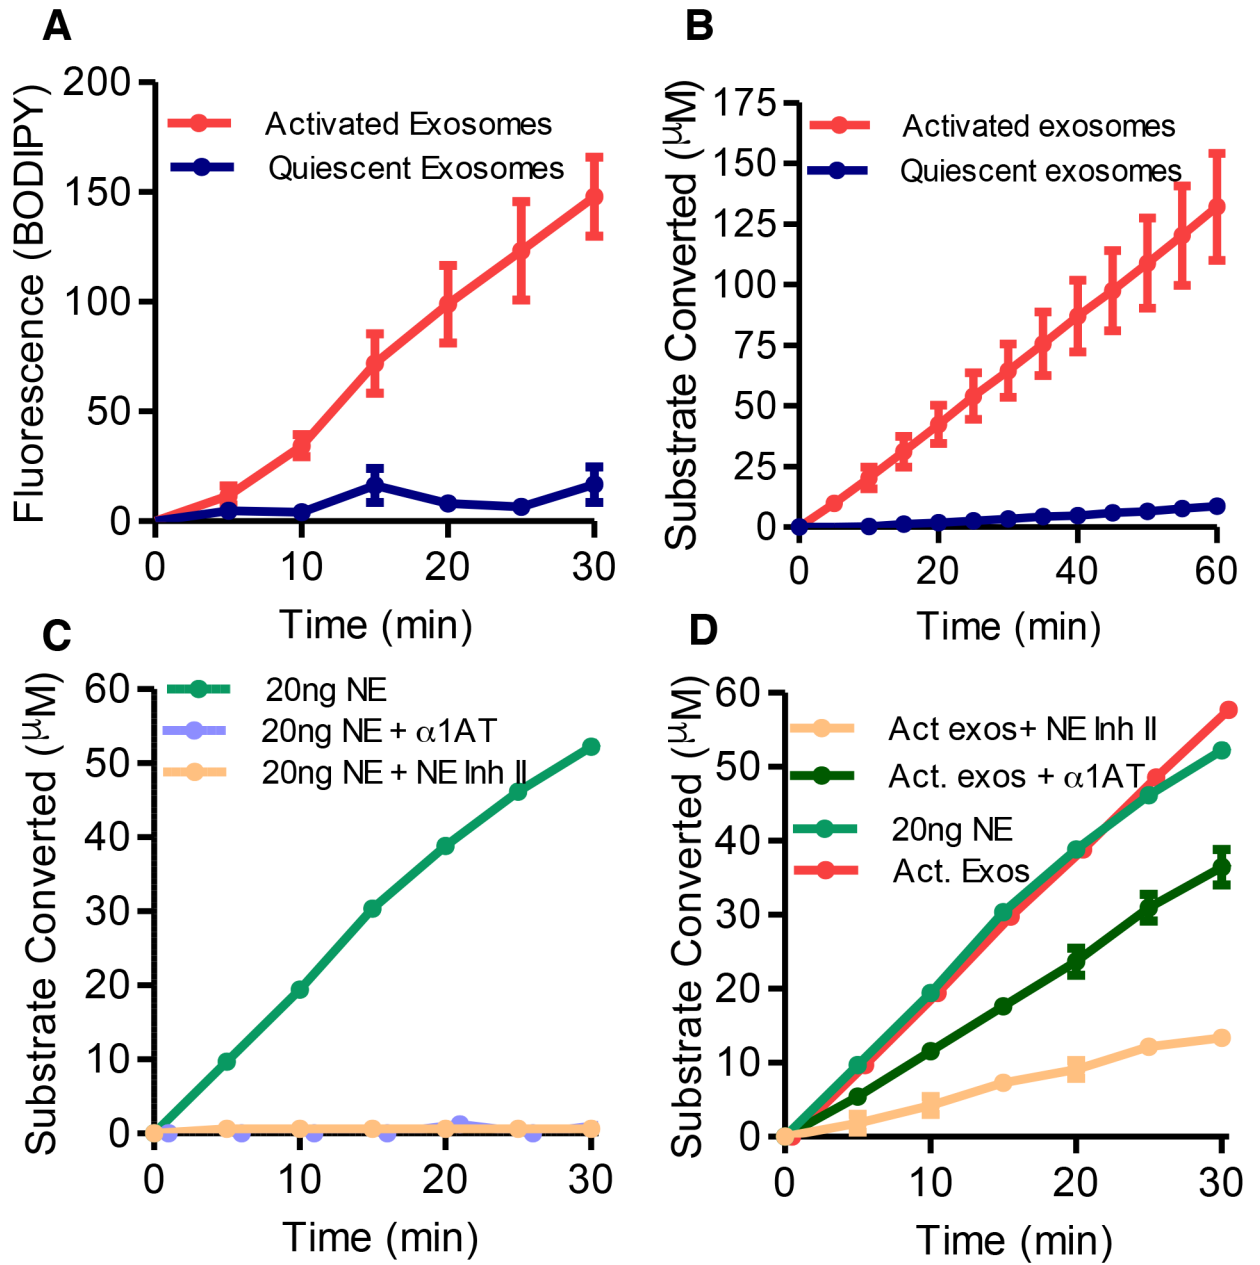 A
Fluorescence (BODIPY)
200
150
100
50
0
Activated Exosomes
Quiescent Exosomes
0 10 20 30
Time (min)
B
Substrate Converted (μM)
175
150
125
100
75
50
25
0
Activated exosomes
Quiescent exosomes
0 20 40 60
Time (min)
C
Substrate Converted (μM)
60
50
40
30
20
10
0
20ng NE
20ng NE + α1AT
20ng NE + NE Inh II
0 10 20 30
Time (min)
D
Substrate Converted (μM)
60
50
40
30
20
10
0
Act exos+ NE Inh II
Act. exos + α1AT
20ng NE
Act. Exos
0 10 20 30
Time (min)